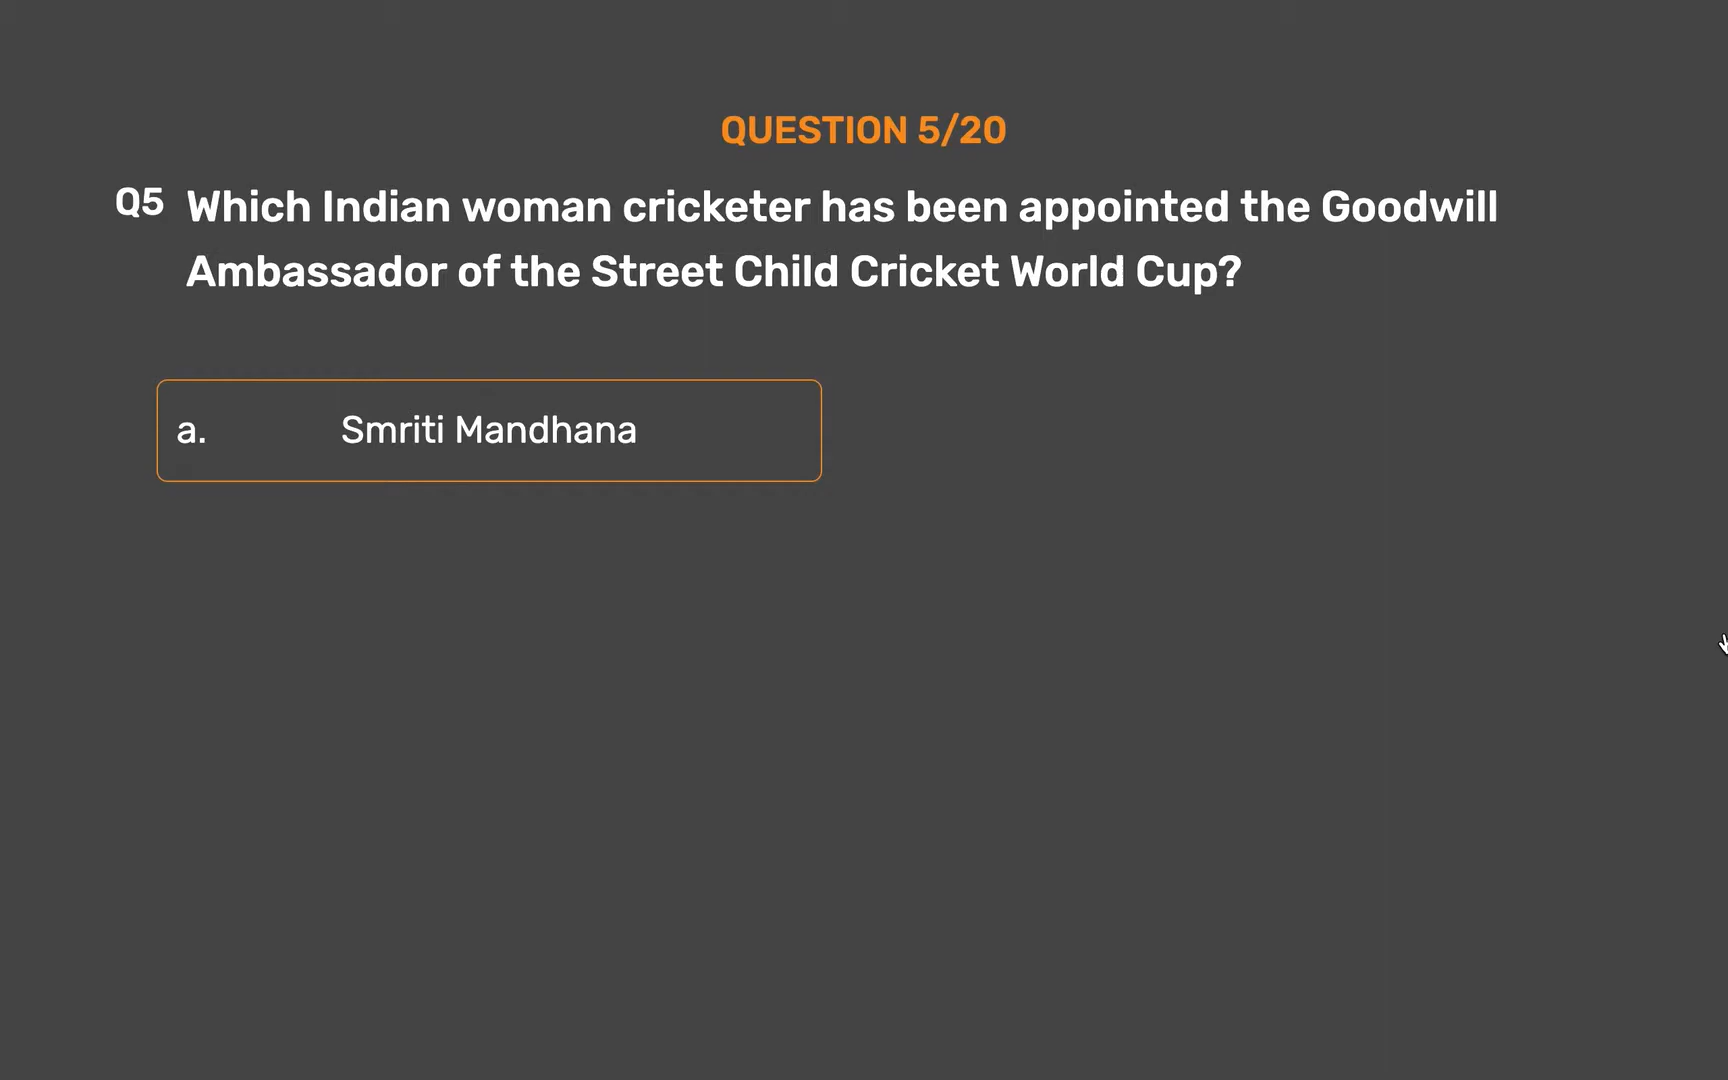 QUESTION 5/20
Q5 Which Indian woman cricketer has been appointed the Goodwill
Ambassador of the Street Child Cricket World Cup?
a. Smriti Mandhana